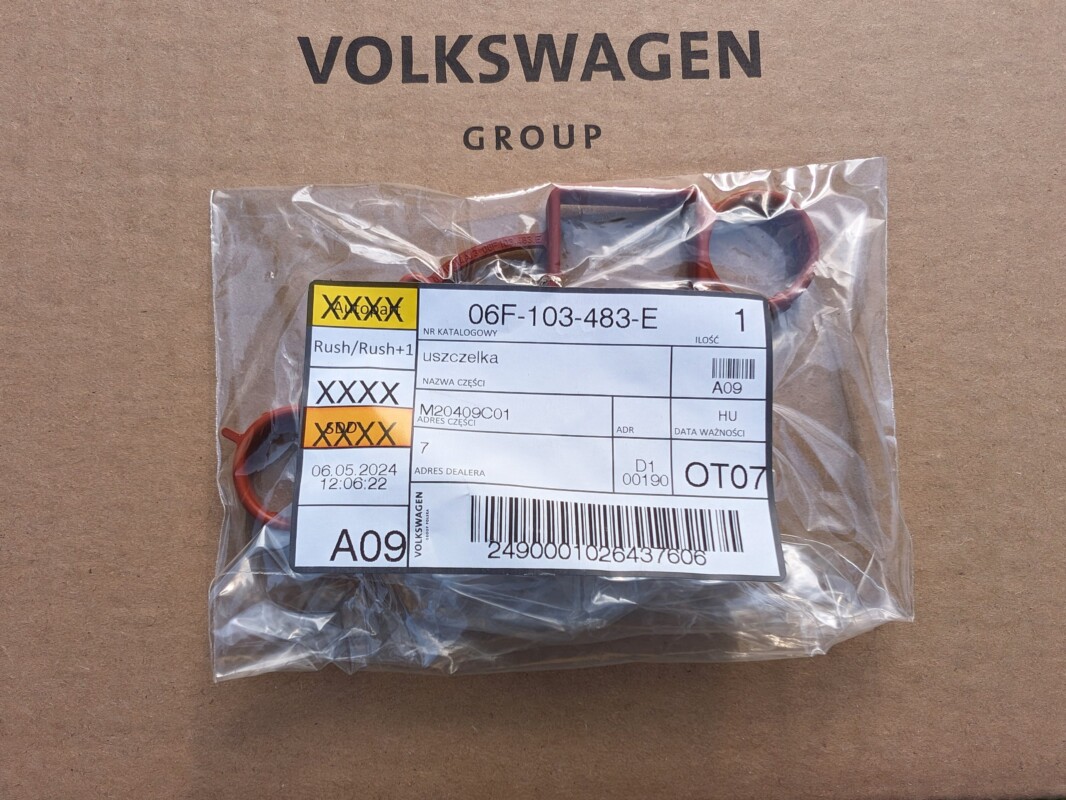 VOLKSWAGEN
GROUP
XXXX
Rush/Rush+1
XXXX
XXXX
06.05.2024
12:06:22
A09
06F-103-483-E 1
NR KATALOGOWY ILOŚĆ
uszczelka
NAZWA CZĘŚCI
A09
M20409C01
ADRES CZĘŚCI
ADR
HU
DATA WAŻNOŚCI
7
ADRES DEALERA
D1
00190
OT07
VOLKSWAGEN
2490001026437606